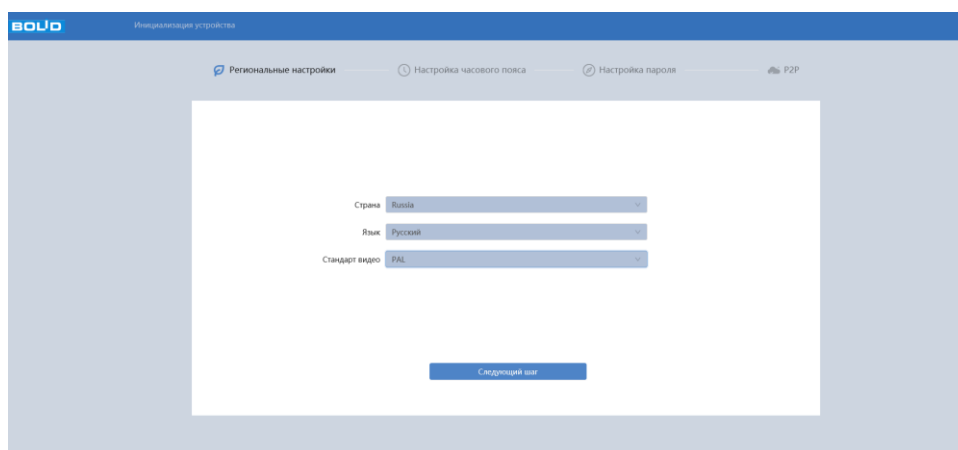 BOLID Инициализация устройства
Региональные настройки Настройка часового пояса Настройка пароля P2P
Страна Russia
Язык Русский
Стандарт видео PAL
Следующий шаг